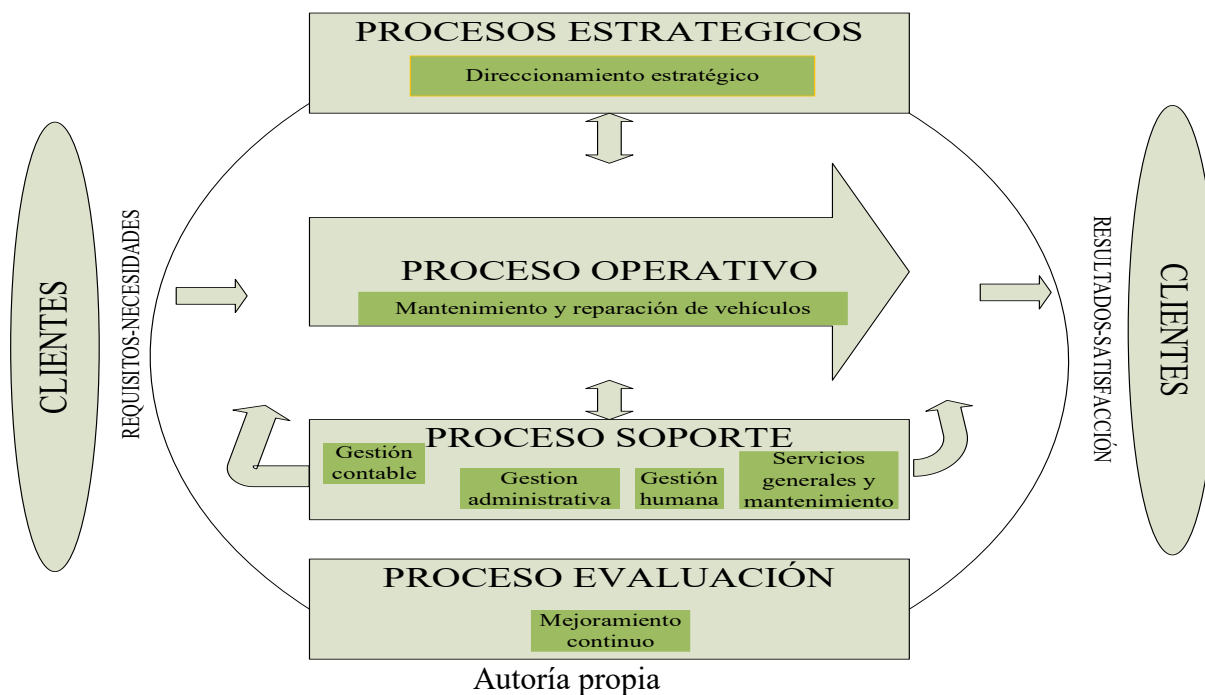 PROCESOS ESTRATEGICOS
Direccionamiento estratégico
CLIENTES
REQUISITOS-NECESIDADES
PROCESO OPERATIVO
Mantenimiento y reparación de vehículos
RESULTADOS-SATISFACCIÓN
CLIENTES
PROCESO SOPORTE
Gestión
contable
Gestion
administrativa
Gestión
humana
Servicios
generales y
mantenimiento
PROCESO EVALUACIÓN
Mejoramiento
continuo
Autoría propia